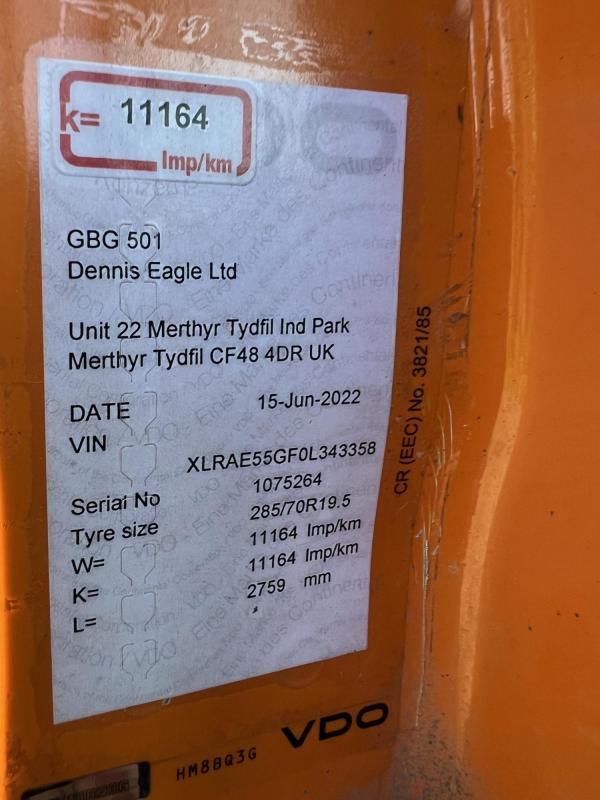 k= 11164
Imp/km
GBG 501
Dennis Eagle Ltd
Unit 22 Merthyr Tydfil Ind Park
Merthyr Tydfil CF48 4DR UK
DATE 15-Jun-2022
VIN XLRAE55GF0L343358
Serial No 1075264
Tyre size 285/70R19.5
W= 11164 Imp/km
K= 11164 Imp/km
L= 2759 mm
CR (EEC) No. 3821/85
VDO
HM8BQ3G